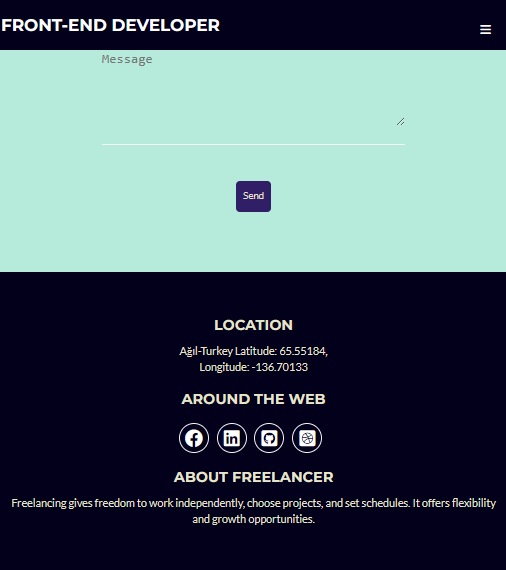 FRONT-END DEVELOPER
Message
Send
LOCATION
Ağıl-Turkey Latitude: 65.55184,
Longitude: -136.70133
AROUND THE WEB
ABOUT FREELANCER
Freelancing gives freedom to work independently, choose projects, and set schedules. It offers flexibility
and growth opportunities.